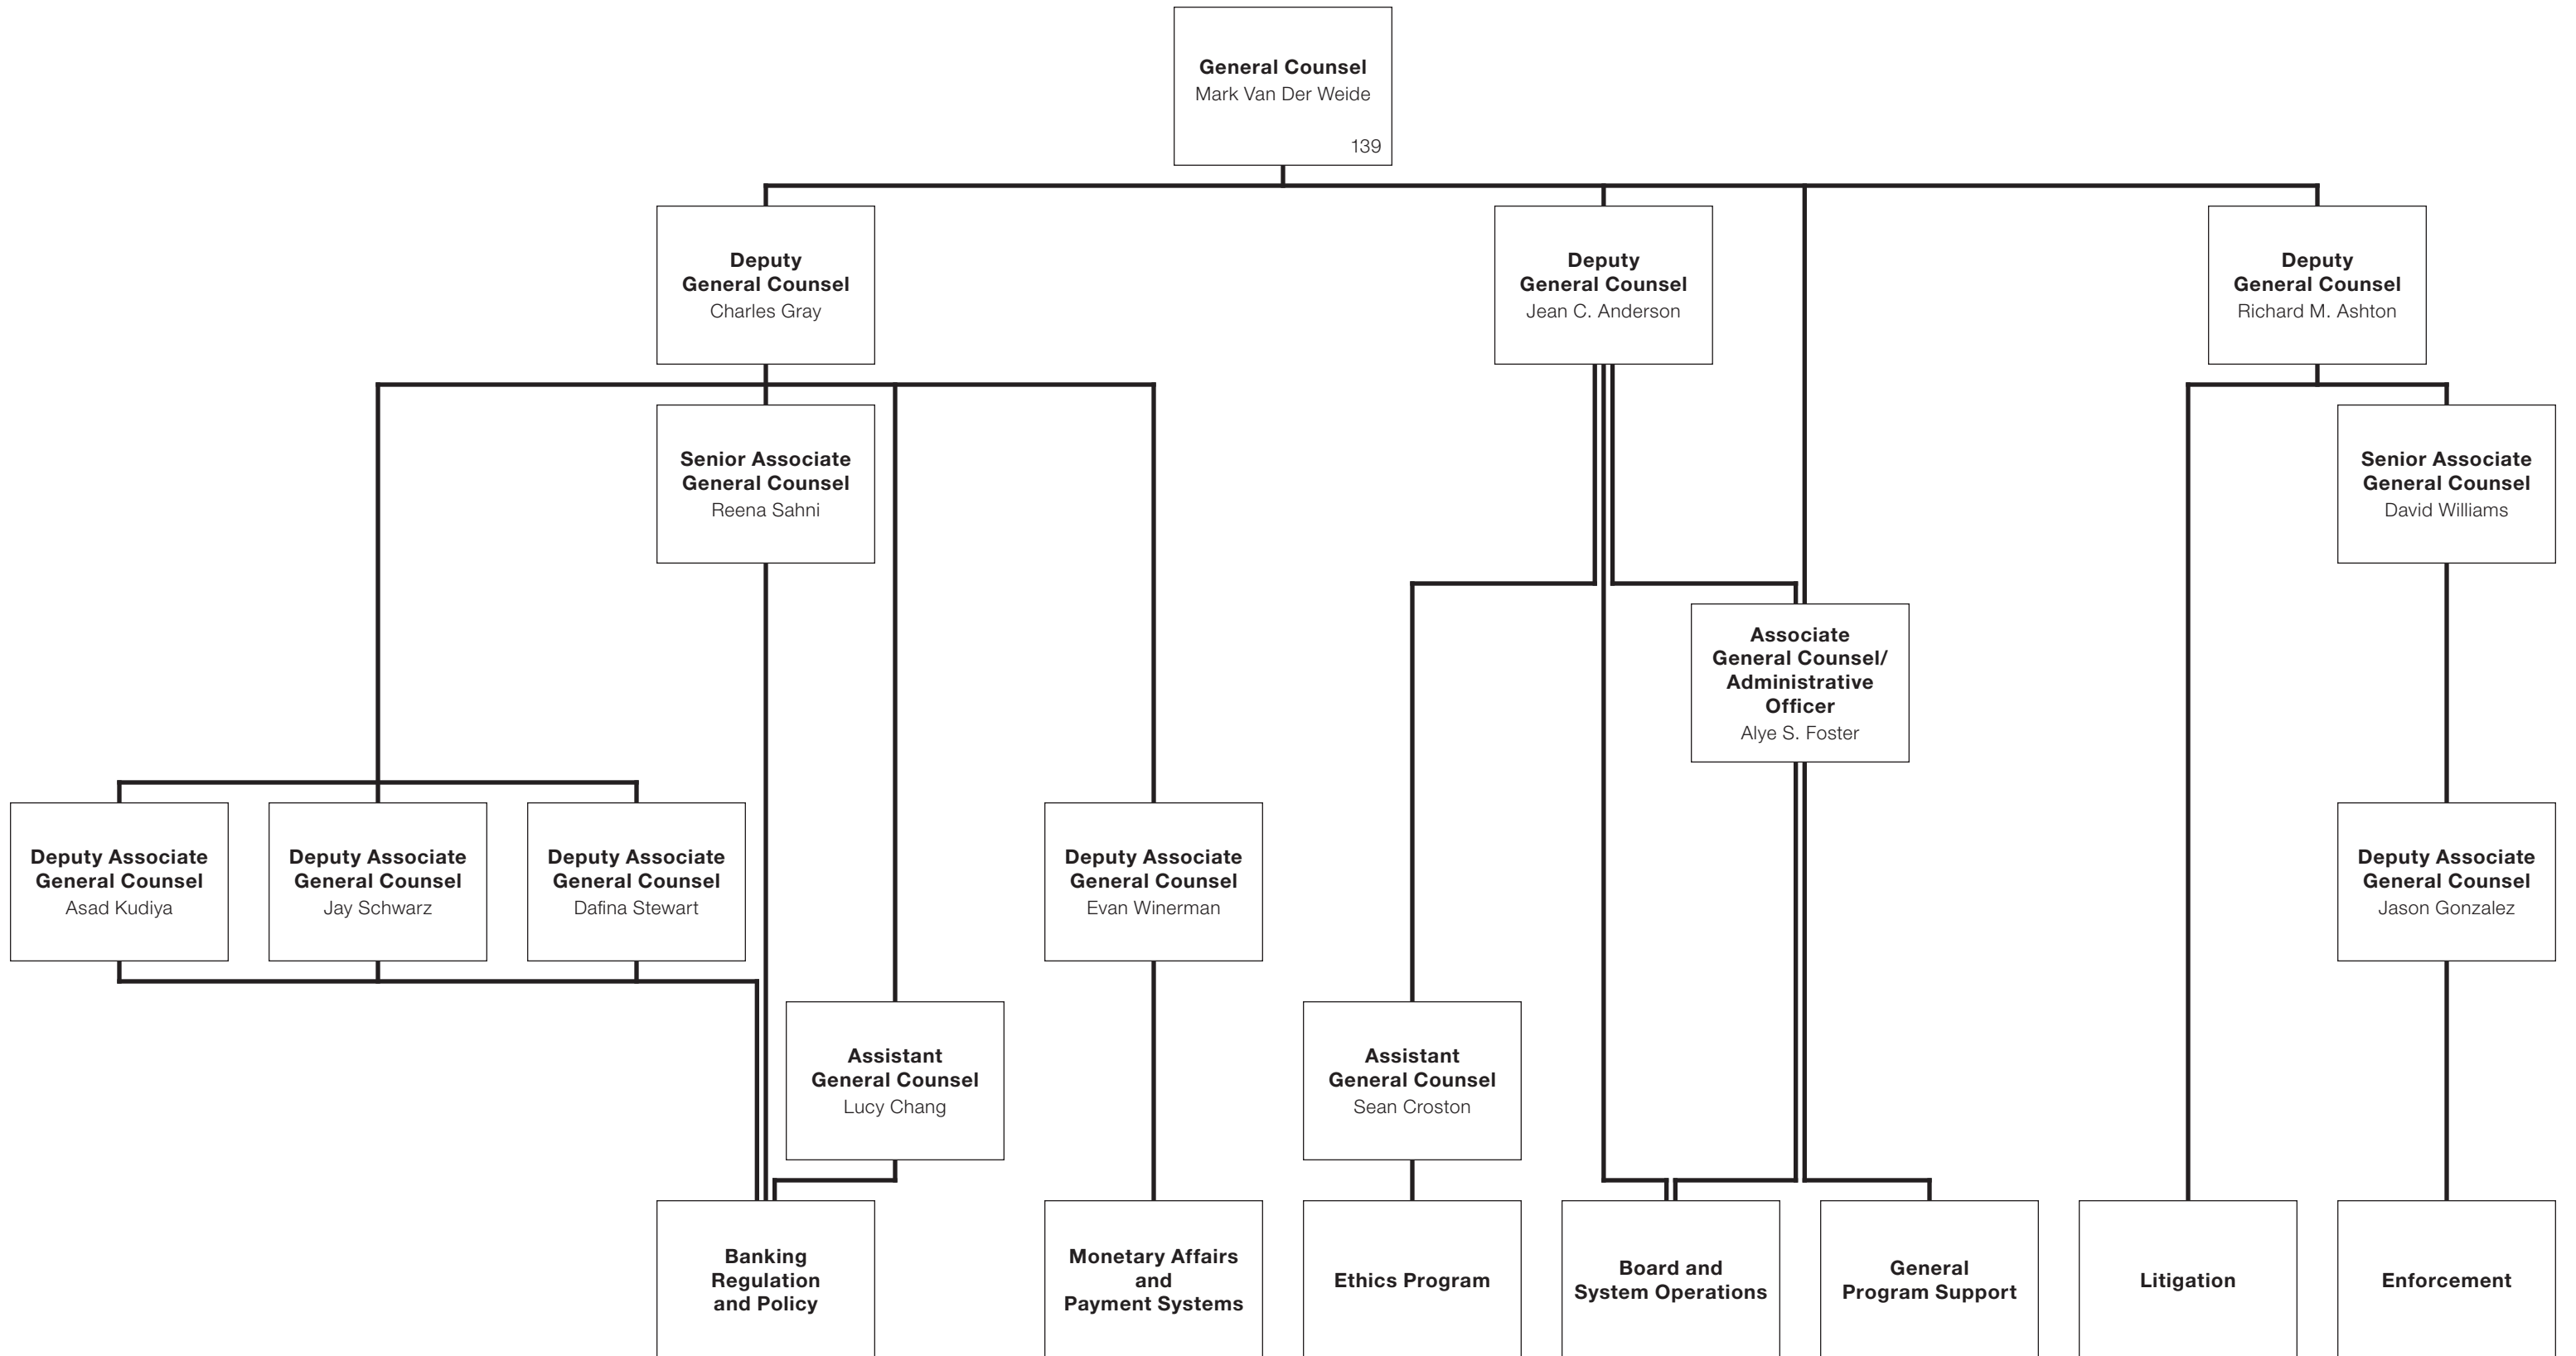 General Counsel
Mark Van Der Weide
139
Deputy
General Counsel
Charles Gray
Deputy
General Counsel
Jean C. Anderson
Deputy
General Counsel
Richard M. Ashton
Senior Associate
General Counsel
Reena Sahni
Senior Associate
General Counsel
David Williams
Associate
General Counsel/
Administrative
Officer
Alye S. Foster
Deputy Associate
General Counsel
Asad Kudiya
Deputy Associate
General Counsel
Jay Schwarz
Deputy Associate
General Counsel
Dafina Stewart
Deputy Associate
General Counsel
Evan Winerman
Deputy Associate
General Counsel
Jason Gonzalez
Assistant
General Counsel
Lucy Chang
Assistant
General Counsel
Sean Croston
Banking
Regulation
and Policy
Monetary Affairs
and
Payment Systems
Ethics Program
Board and
System Operations
General
Program Support
Litigation
Enforcement